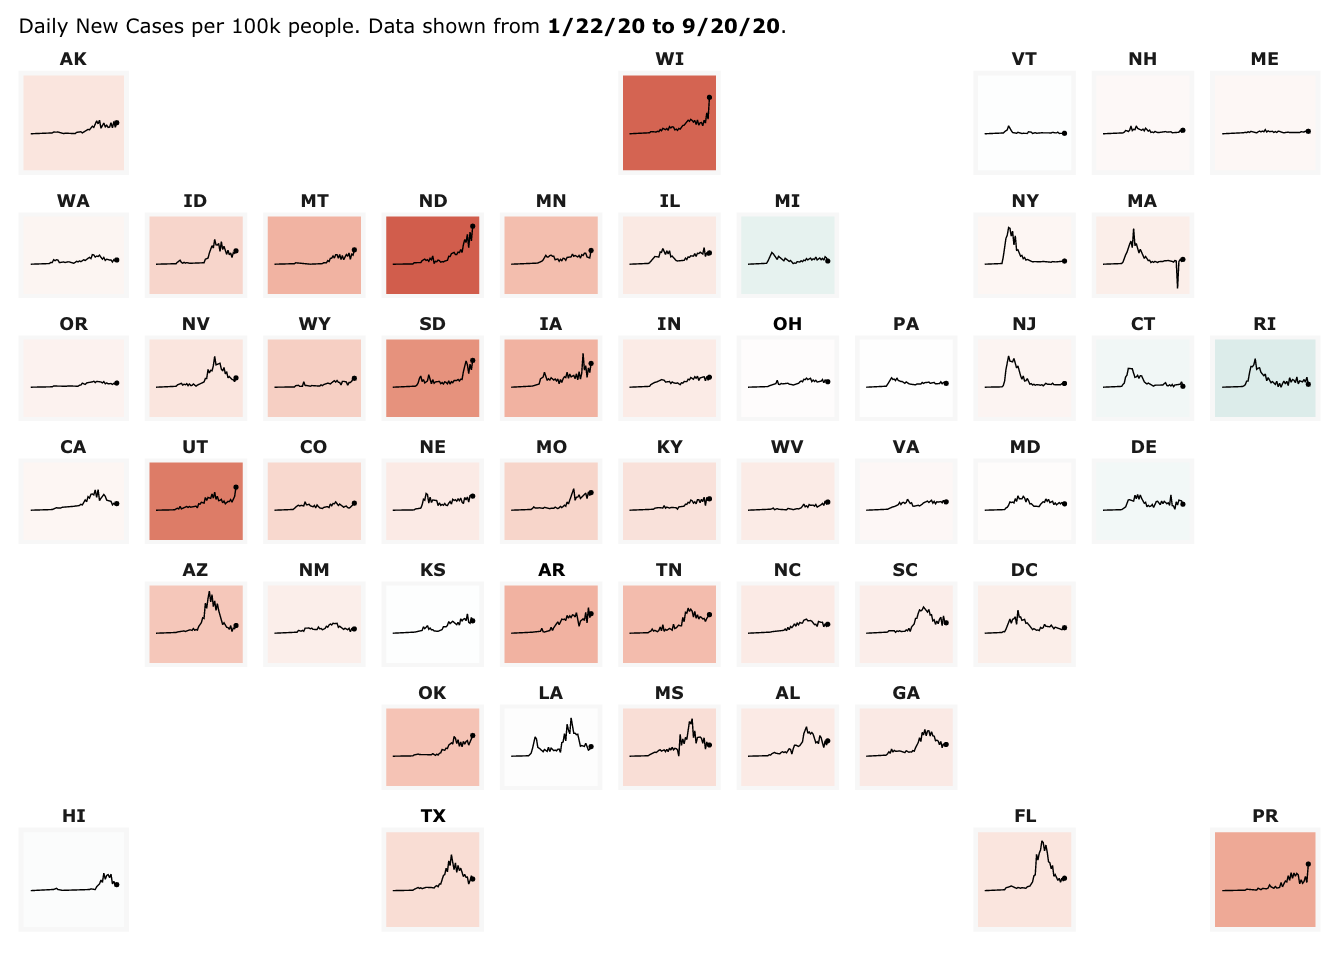 Daily New Cases per 100k people. Data shown from 1/22/20 to 9/20/20.
AK WI VT NH ME
WA ID MT ND MN IL MI NY MA
OR NV WY SD IA IN OH PA NJ CT RI
CA UT CO NE MO KY WV VA MD DE
AZ NM KS AR TN NC SC DC
OK LA MS AL GA
HI TX FL PR